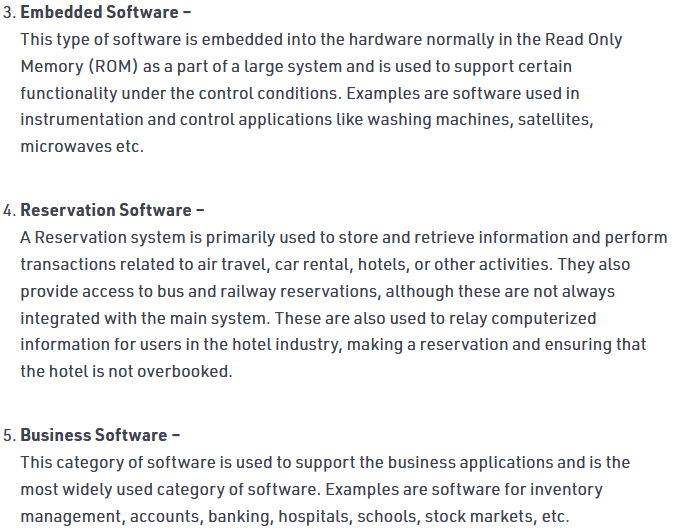 3. Embedded Software –
This type of software is embedded into the hardware normally in the Read Only
Memory (ROM) as a part of a large system and is used to support certain
functionality under the control conditions. Examples are software used in
instrumentation and control applications like washing machines, satellites,
microwaves etc.
4. Reservation Software –
A Reservation system is primarily used to store and retrieve information and perform
transactions related to air travel, car rental, hotels, or other activities. They also
provide access to bus and railway reservations, although these are not always
integrated with the main system. These are also used to relay computerized
information for users in the hotel industry, making a reservation and ensuring that
the hotel is not overbooked.
5. Business Software –
This category of software is used to support the business applications and is the
most widely used category of software. Examples are software for inventory
management, accounts, banking, hospitals, schools, stock markets, etc.